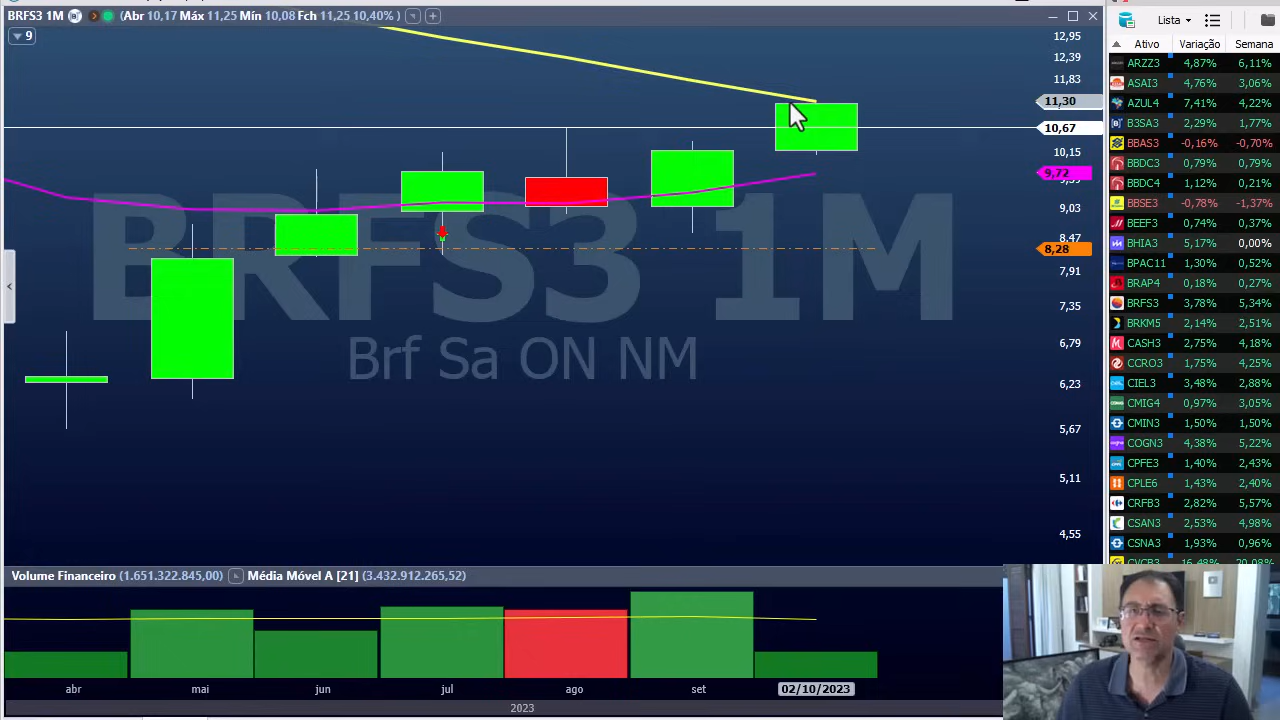 BRFS3 1M (Abr 10,17 Máx 11,25 Mín 10,08 Fch 11,25 10,40% )
9
12,95
12,39
11,83
11,30
10,67
10,15
9,72
9,03
8,47
8,28
7,91
7,35
6,79
6,23
5,67
5,11
4,55
BRFS3 1M
Brf Sa ON NM
Volume Financeiro (1.651.322.845,00) Média Móvel A [21] (3.432.912.265,52)
abr mai jun jul ago set 02/10/2023
2023
Lista
Ativo Variação Semana
ARZZ3 4,87% 6,11%
ASAI3 4,76% 3,06%
AZUL4 7,41% 4,22%
B3SA3 2,29% 1,77%
BBAS3 -0,16% -0,70%
BBDC3 0,79% 0,79%
BBDC4 1,12% 0,21%
BBSE3 -0,78% -1,37%
BEEF3 0,74% 0,37%
BHIA3 5,17% 0,00%
BPAC11 1,30% 0,52%
BRAP4 0,18% 0,27%
BRFS3 3,78% 5,34%
BRKM5 2,14% 2,51%
CASH3 2,75% 4,18%
CCRO3 1,75% 4,25%
CIEL3 3,48% 2,88%
CMIG4 0,97% 3,05%
CMIN3 1,50% 1,50%
COGN3 4,38% 5,22%
CPFE3 1,40% 2,43%
CPLE6 1,43% 2,40%
CRFB3 2,82% 5,57%
CSAN3 2,53% 4,98%
CSNA3 1,93% 0,96%
CVCB3 16,48% 20,08%